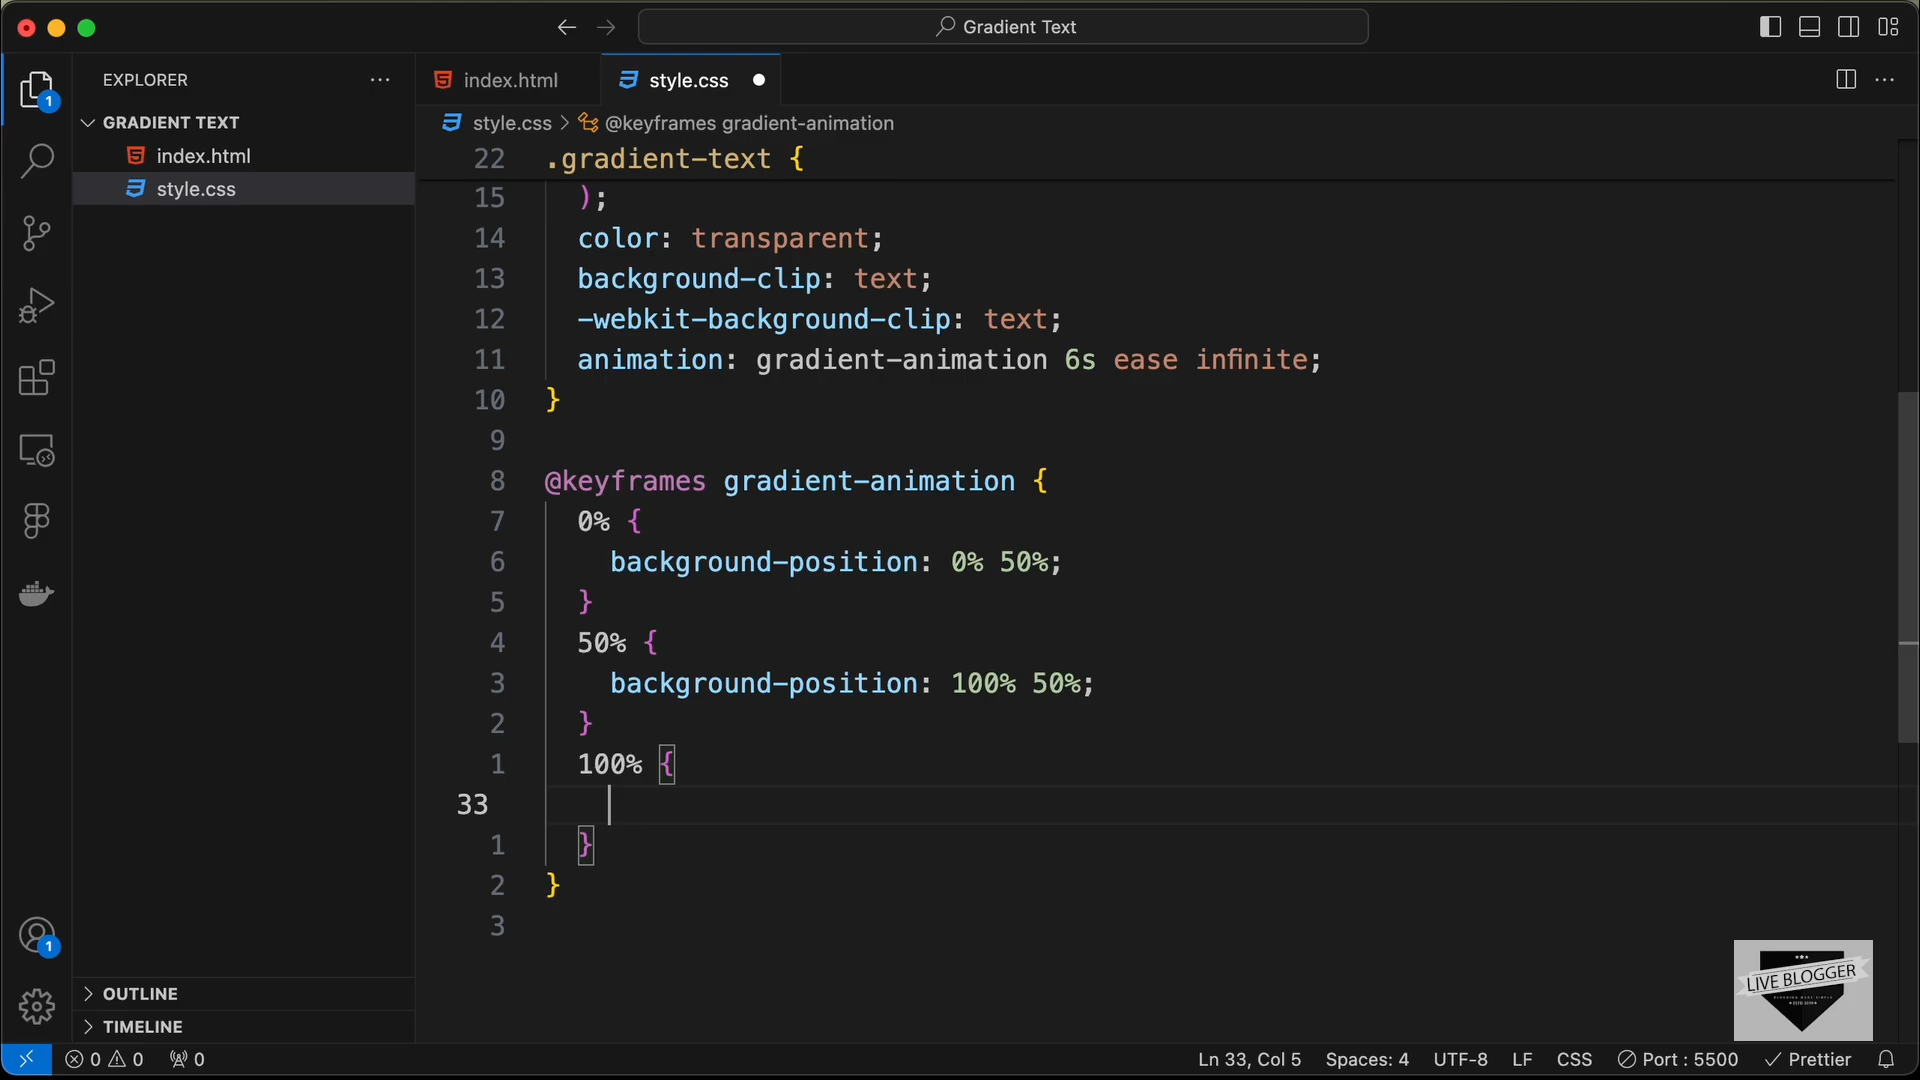 Gradient Text
EXPLORER
index.html
style.css
GRADIENT TEXT
index.html
style.css
style.css > @keyframes gradient-animation
22 .gradient-text {
15 );
14 color: transparent;
13 background-clip: text;
12 -webkit-background-clip: text;
11 animation: gradient-animation 6s ease infinite;
10 }
9
8 @keyframes gradient-animation {
7 0% {
6 background-position: 0% 50%;
5 }
4 50% {
3 background-position: 100% 50%;
2 }
1 100% {
33
1 }
2 }
3
1
1
OUTLINE
TIMELINE
LIVE BLOGGER
0 0 0
Ln 33, Col 5 Spaces: 4 UTF-8 LF CSS Port : 5500 Prettier